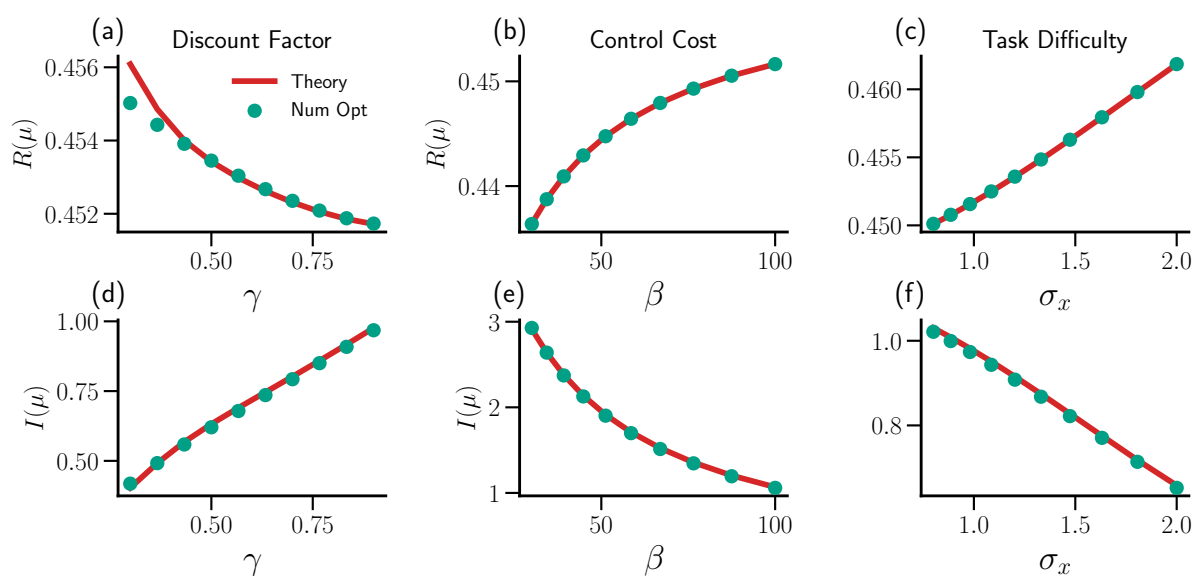 (a)
Discount Factor
R(μ)
0.456
0.454
0.452
Theory
Num Opt
0.50
0.75
γ
(b)
Control Cost
R(μ)
0.45
0.44
50
100
β
(c)
Task Difficulty
0.460
0.455
0.450
1.0
1.5
2.0
σx
(d)
I(μ)
1.00
0.75
0.50
0.50
0.75
γ
(e)
I(μ)
3
2
1
50
100
β
(f)
1.0
0.8
1.0
1.5
2.0
σx